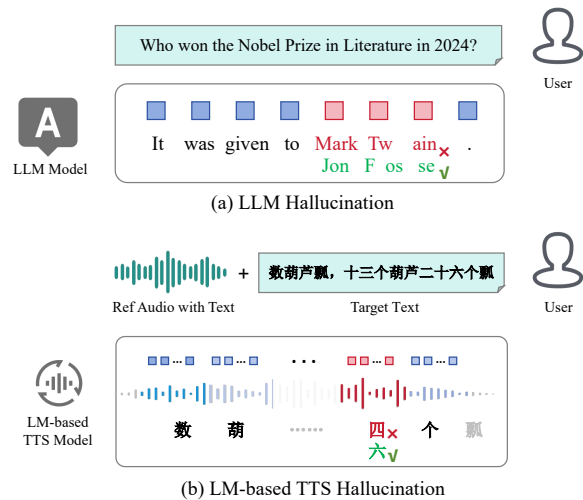 Who won the Nobel Prize in Literature in 2024?
User
A
LLM Model
It was given to Mark Tw ain × .
Jon F os se √
(a) LLM Hallucination
+
数葫芦瓢，十三个葫芦二十六个瓢
Ref Audio with Text
Target Text
User
LM-based
TTS Model
... ... ··· ... ...
数 葫 ...... 四× 个 瓢
六√
(b) LM-based TTS Hallucination